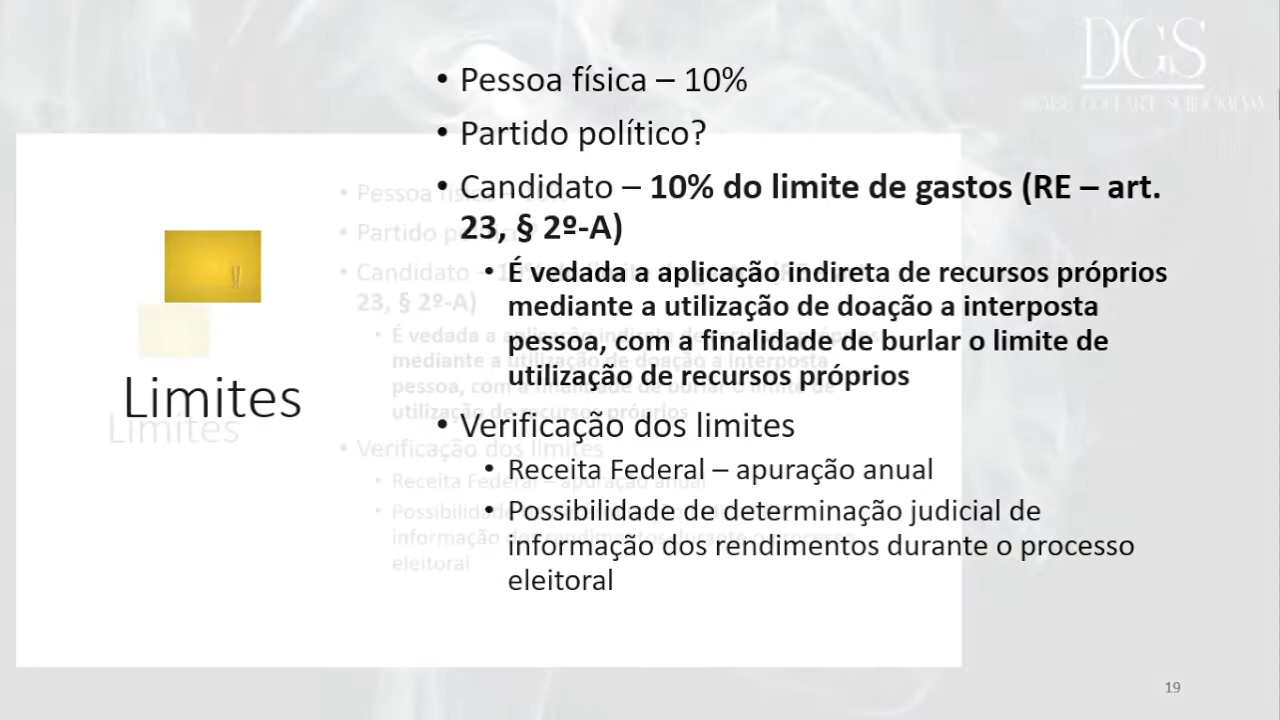 DGS
• Pessoa física – 10%
• Partido político?
• Candidato – 10% do limite de gastos (RE – art.
23, § 2º-A)
• É vedada a aplicação indireta de recursos próprios
mediante a utilização de doação a interposta
pessoa, com a finalidade de burlar o limite de
utilização de recursos próprios
Limites
• Verificação dos limites
• Receita Federal – apuração anual
• Possibilidade de determinação judicial de
informação dos rendimentos durante o processo
eleitoral
19